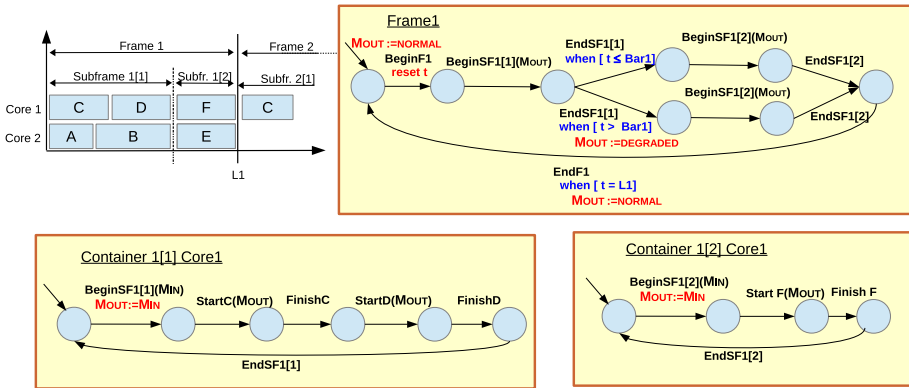 Frame 1
Frame 2
Subframe 1[1]
Subfr. 1[2]
Subfr. 2[1]
Core 1
C
D
F
C
Core 2
A
B
E
L1
Frame1
MOUT :=NORMAL
BeginF1
reset t
BeginSF1[1](MOUT)
EndSF1[1]
when [ t ≤ Bar1]
BeginSF1[2](MOUT)
EndSF1[2]
EndSF1[1]
when [ t > Bar1]
MOUT :=DEGRADED
BeginSF1[2](MOUT)
EndSF1[2]
EndF1
when [ t = L1]
MOUT :=NORMAL
Container 1[1] Core1
BeginSF1[1](MIN)
MOUT:=MIN
StartC(MOUT)
FinishC
StartD(MOUT)
FinishD
EndSF1[1]
Container 1[2] Core1
BeginSF1[2](MIN)
MOUT:=MIN
Start F(MOUT)
Finish F
EndSF1[2]